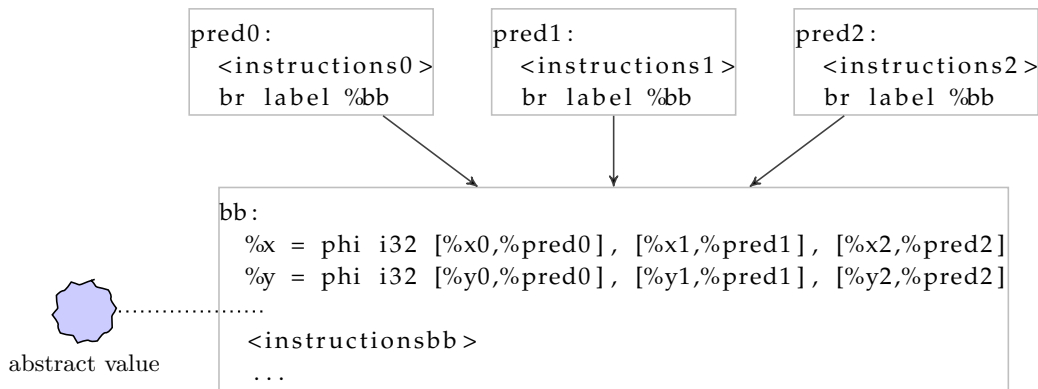 pred0:
<instructions0>
br label %bb
pred1:
<instructions1>
br label %bb
pred2:
<instructions2>
br label %bb
bb:
%x = phi i32 [%x0,%pred0], [%x1,%pred1], [%x2,%pred2]
%y = phi i32 [%y0,%pred0], [%y1,%pred1], [%y2,%pred2]
<instructionsbb>
...
abstract value